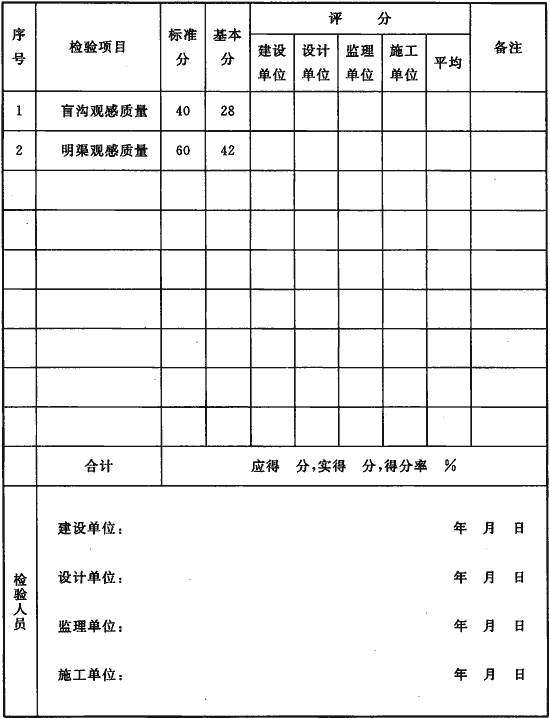 序号 检验项目 标准分 基本分 评 分 备注
建设单位 设计单位 监理单位 施工单位 平均
1 盲沟观感质量 40 28
2 明渠观感质量 60 42
合计 应得 分,实得 分,得分率 %
检验人员
建设单位: 年 月 日
设计单位: 年 月 日
监理单位: 年 月 日
施工单位: 年 月 日